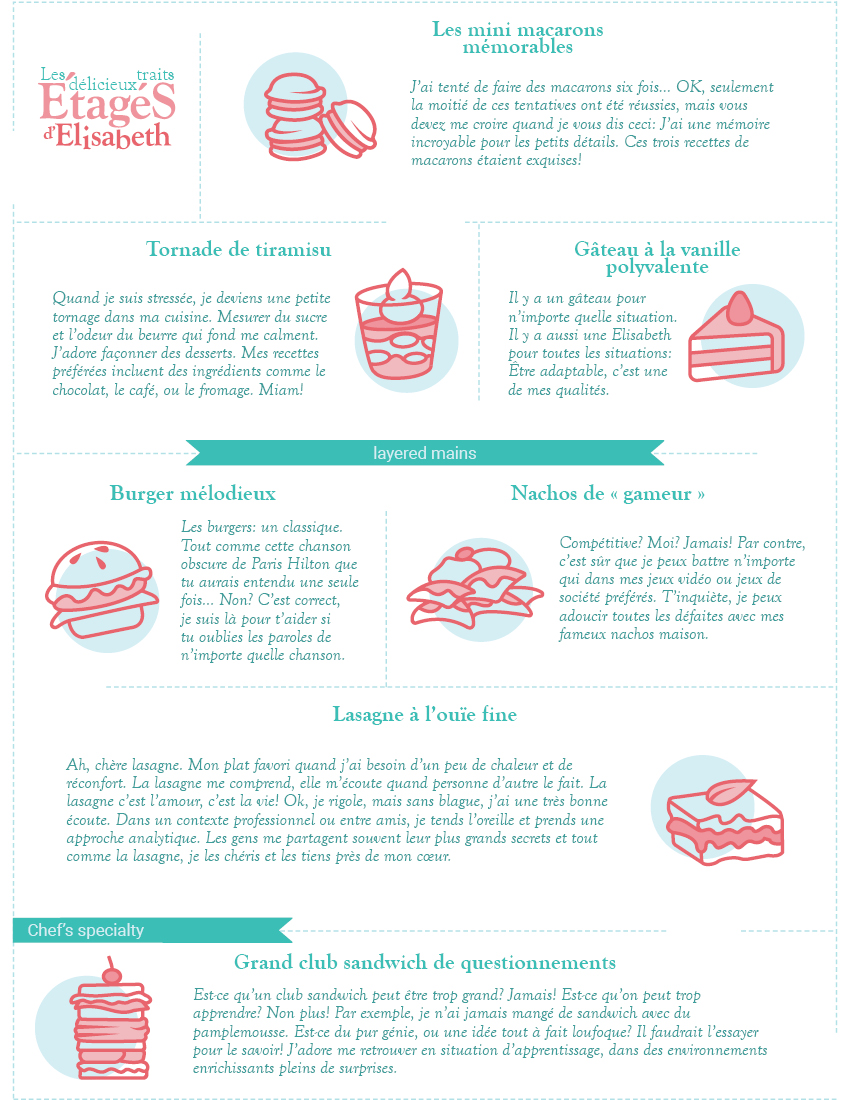 Les délicieux traits
ÉtagéS
d'Elisabeth
Les mini macarons
mémorables
J'ai tenté de faire des macarons six fois... OK, seulement
la moitié de ces tentatives ont été réussies, mais vous
devez me croire quand je vous dis ceci: J'ai une mémoire
incroyable pour les petits détails. Ces trois recettes de
macarons étaient exquises!
Tornade de tiramisu
Quand je suis stressée, je deviens une petite
tornage dans ma cuisine. Mesurer du sucre
et l'odeur du beurre qui fond me calment.
J'adore façonner des desserts. Mes recettes
préférées incluent des ingrédients comme le
chocolat, le café, ou le fromage. Miam!
Gâteau à la vanille
polyvalente
Il y a un gâteau pour
n'importe quelle situation.
Il y a aussi une Elisabeth
pour toutes les situations:
Être adaptable, c'est une
de mes qualités.
layered mains
Burger mélodieux
Les burgers: un classique.
Tout comme cette chanson
obscure de Paris Hilton que
tu aurais entendu une seule
fois... Non? C'est correct,
je suis là pour t'aider si
tu oublies les paroles de
n'importe quelle chanson.
Nachos de « gameur »
Compétitive? Moi? Jamais! Par contre,
c'est sûr que je peux battre n'importe
qui dans mes jeux vidéo ou jeux de
société préférés. T'inquiète, je peux
adoucir toutes les défaites avec mes
fameux nachos maison.
Lasagne à l'ouïe fine
Ah, chère lasagne. Mon plat favori quand j'ai besoin d'un peu de chaleur et de
réconfort. La lasagne me comprend, elle m'écoute quand personne d'autre le fait. La
lasagne c'est l'amour, c'est la vie! Ok, je rigole, mais sans blague, j'ai une très bonne
écoute. Dans un contexte professionnel ou entre amis, je tends l'oreille et prends une
approche analytique. Les gens me partagent souvent leur plus grands secrets et tout
comme la lasagne, je les chéris et les tiens près de mon cœur.
Chef's specialty
Grand club sandwich de questionnements
Est-ce qu'un club sandwich peut être trop grand? Jamais! Est-ce qu'on peut trop
apprendre? Non plus! Par exemple, je n'ai jamais mangé de sandwich avec du
pamplemousse. Est-ce du pur génie, ou une idée tout à fait loufoque? Il faudrait l'essayer
pour le savoir! J'adore me retrouver en situation d'apprentissage, dans des environnements
enrichissants pleins de surprises.